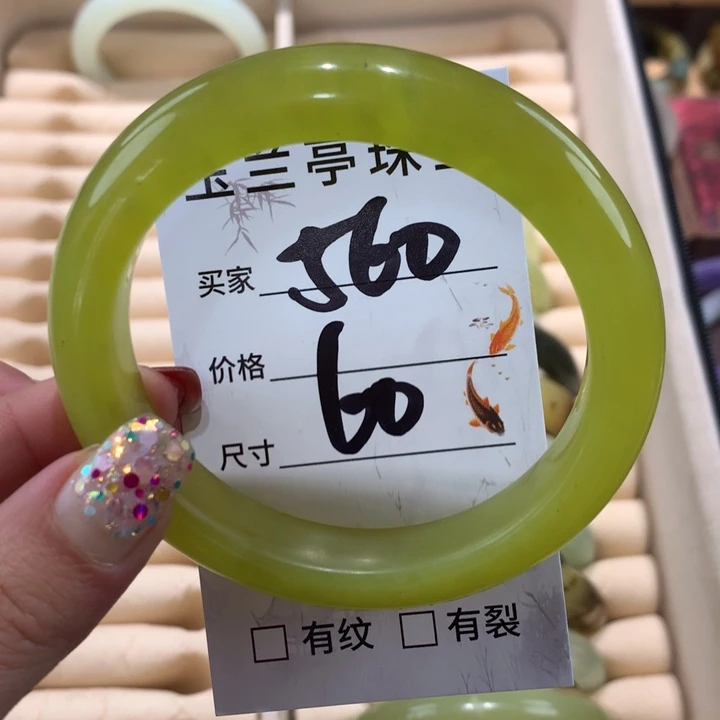 玉兰亭珠
买家 560
价格
尺寸 60
有纹 有裂